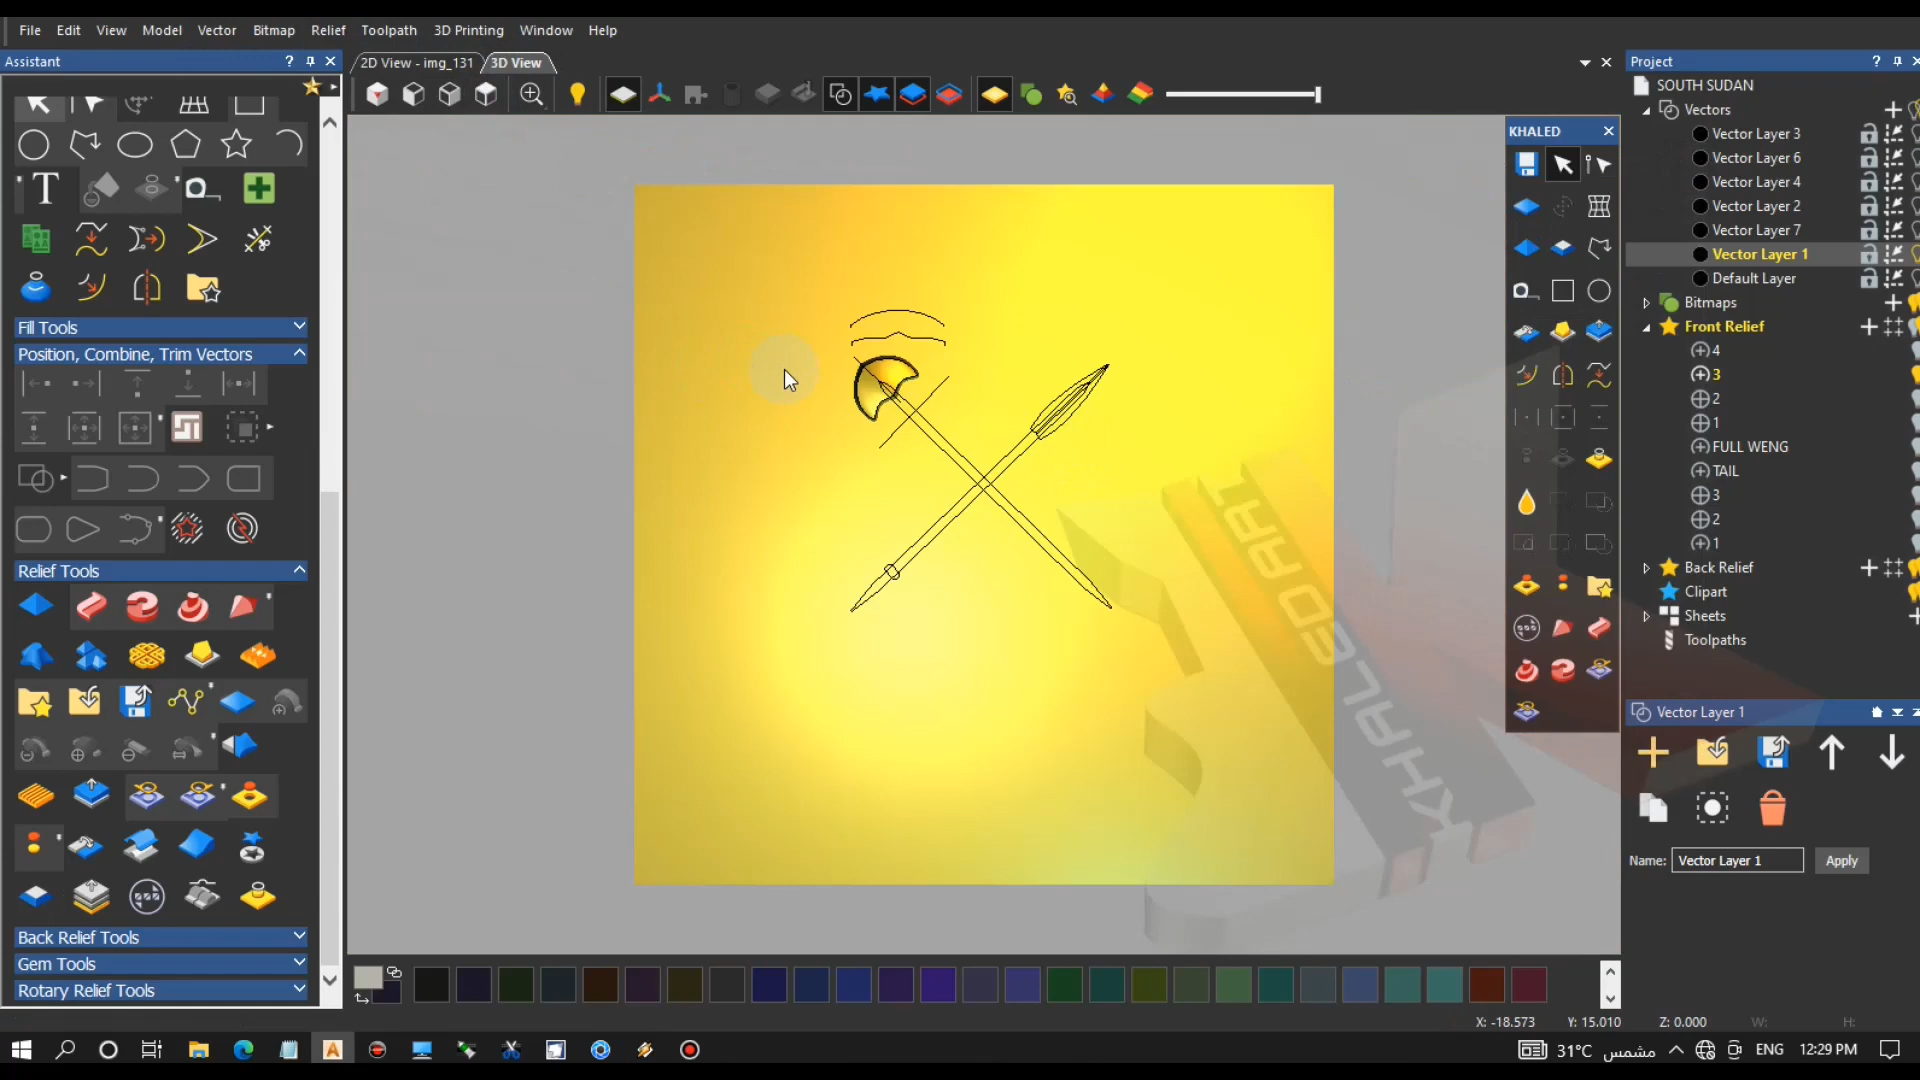 File Edit View Model Vector Bitmap Relief Toolpath 3D Printing Window Help
Assistant
2D View - img_131
3D View
Project
SOUTH SUDAN
Vectors
Vector Layer 3
Vector Layer 6
Vector Layer 4
Vector Layer 2
Vector Layer 7
Vector Layer 1
Default Layer
Bitmaps
Front Relief
4
3
2
1
FULL WENG
TAIL
3
2
1
Back Relief
Clipart
Sheets
Toolpaths
KHALED
Fill Tools
Position, Combine, Trim Vectors
Relief Tools
Back Relief Tools
Gem Tools
Rotary Relief Tools
KHALEDART
Vector Layer 1
Name: Vector Layer 1 Apply
X: -18.573 Y: 15.010 Z: 0.000 W: H:
31°C مشمس ENG 12:29 PM